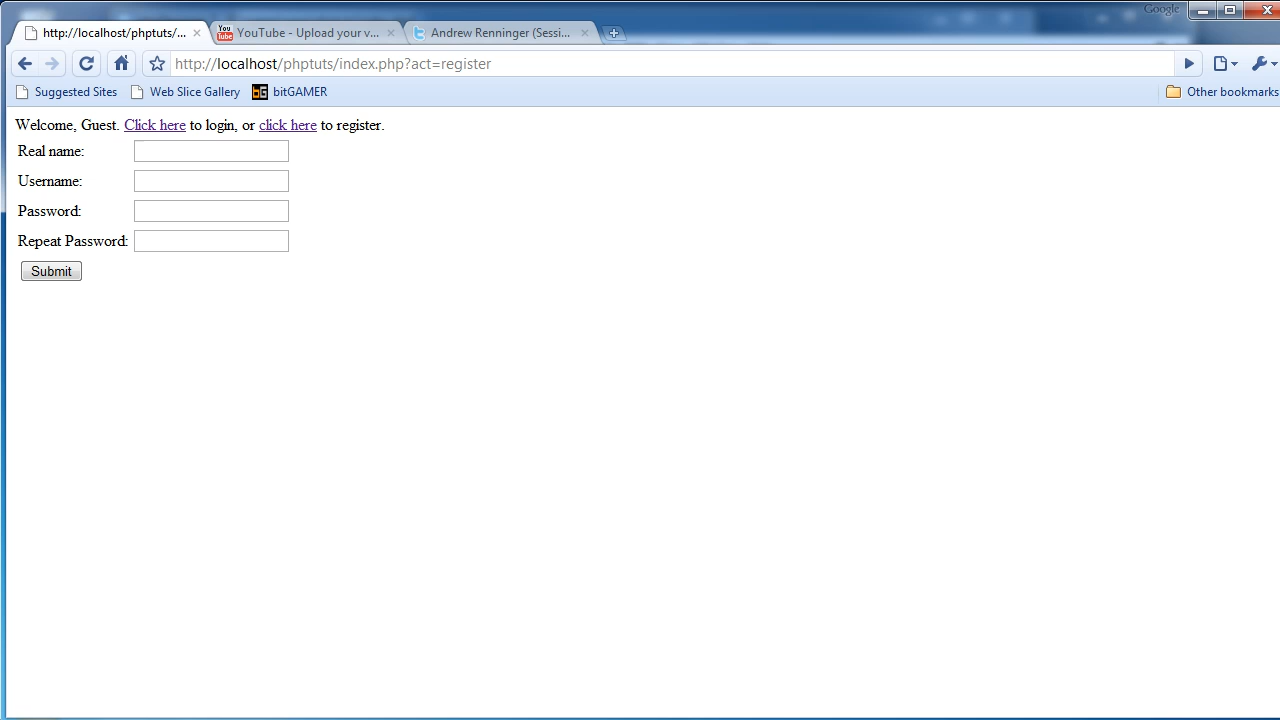 Google
http://localhost/phptuts/...
YouTube - Upload your v...
Andrew Renninger (Sessi...
http://localhost/phptuts/index.php?act=register
Suggested Sites
Web Slice Gallery
bG bitGAMER
Other bookmarks
Welcome, Guest. Click here to login, or click here to register.
Real name:
Username:
Password:
Repeat Password:
Submit